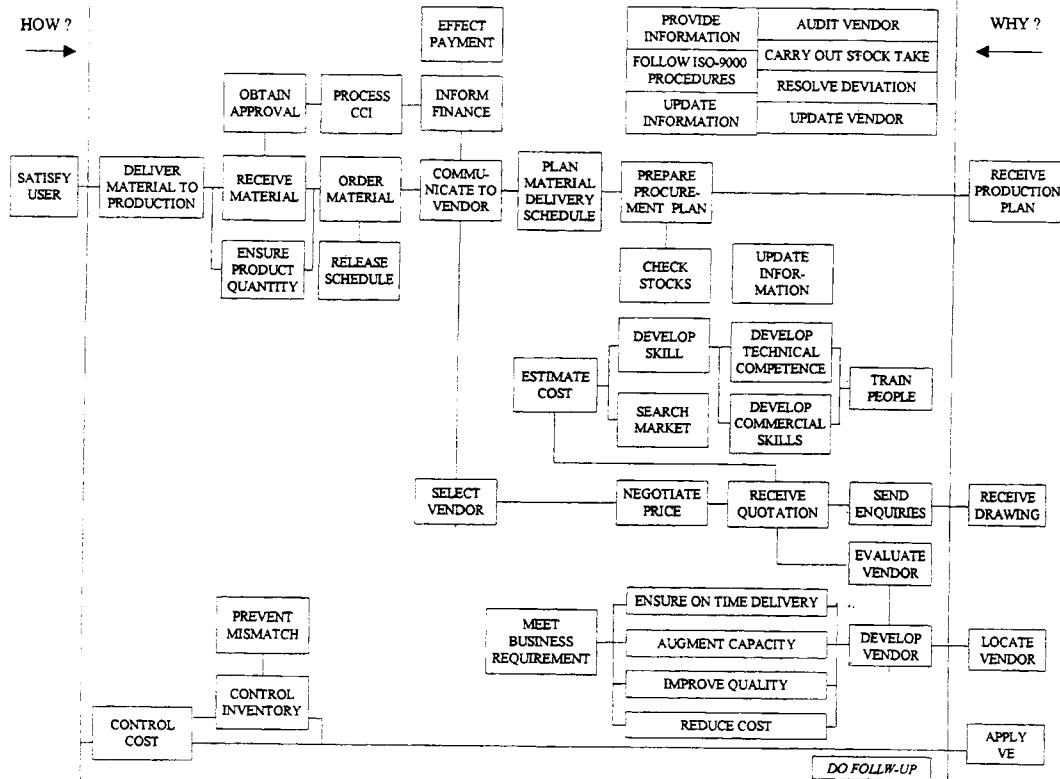 HOW ?
EFFECT
PAYMENT
PROVIDE
INFORMATION
AUDIT VENDOR
WHY ?
FOLLOW ISO-9000
PROCEDURES
CARRY OUT STOCK TAKE
RESOLVE DEVIATION
UPDATE
INFORMATION
UPDATE VENDOR
OBTAIN
APPROVAL
PROCESS
CCI
INFORM
FINANCE
SATISFY
USER
DELIVER
MATERIAL TO
PRODUCTION
RECEIVE
MATERIAL
ORDER
MATERIAL
COMMU-
NICATE TO
VENDOR
PLAN
MATERIAL
DELIVERY
SCHEDULE
PREPARE
PROCURE-
MENT PLAN
RECEIVE
PRODUCTION
PLAN
ENSURE
PRODUCT
QUANTITY
RELEASE
SCHEDULE
CHECK
STOCKS
UPDATE
INFOR-
MATION
ESTIMATE
COST
DEVELOP
SKILL
DEVELOP
TECHNICAL
COMPETENCE
TRAIN
PEOPLE
SEARCH
MARKET
DEVELOP
COMMERCIAL
SKILLS
SELECT
VENDOR
NEGOTIATE
PRICE
RECEIVE
QUOTATION
SEND
ENQUIRIES
RECEIVE
DRAWING
EVALUATE
VENDOR
PREVENT
MISMATCH
MEET
BUSINESS
REQUIREMENT
ENSURE ON TIME DELIVERY
AUGMENT CAPACITY
IMPROVE QUALITY
REDUCE COST
DEVELOP
VENDOR
LOCATE
VENDOR
CONTROL
INVENTORY
CONTROL
COST
APPLY
VE
DO FOLLW-UP